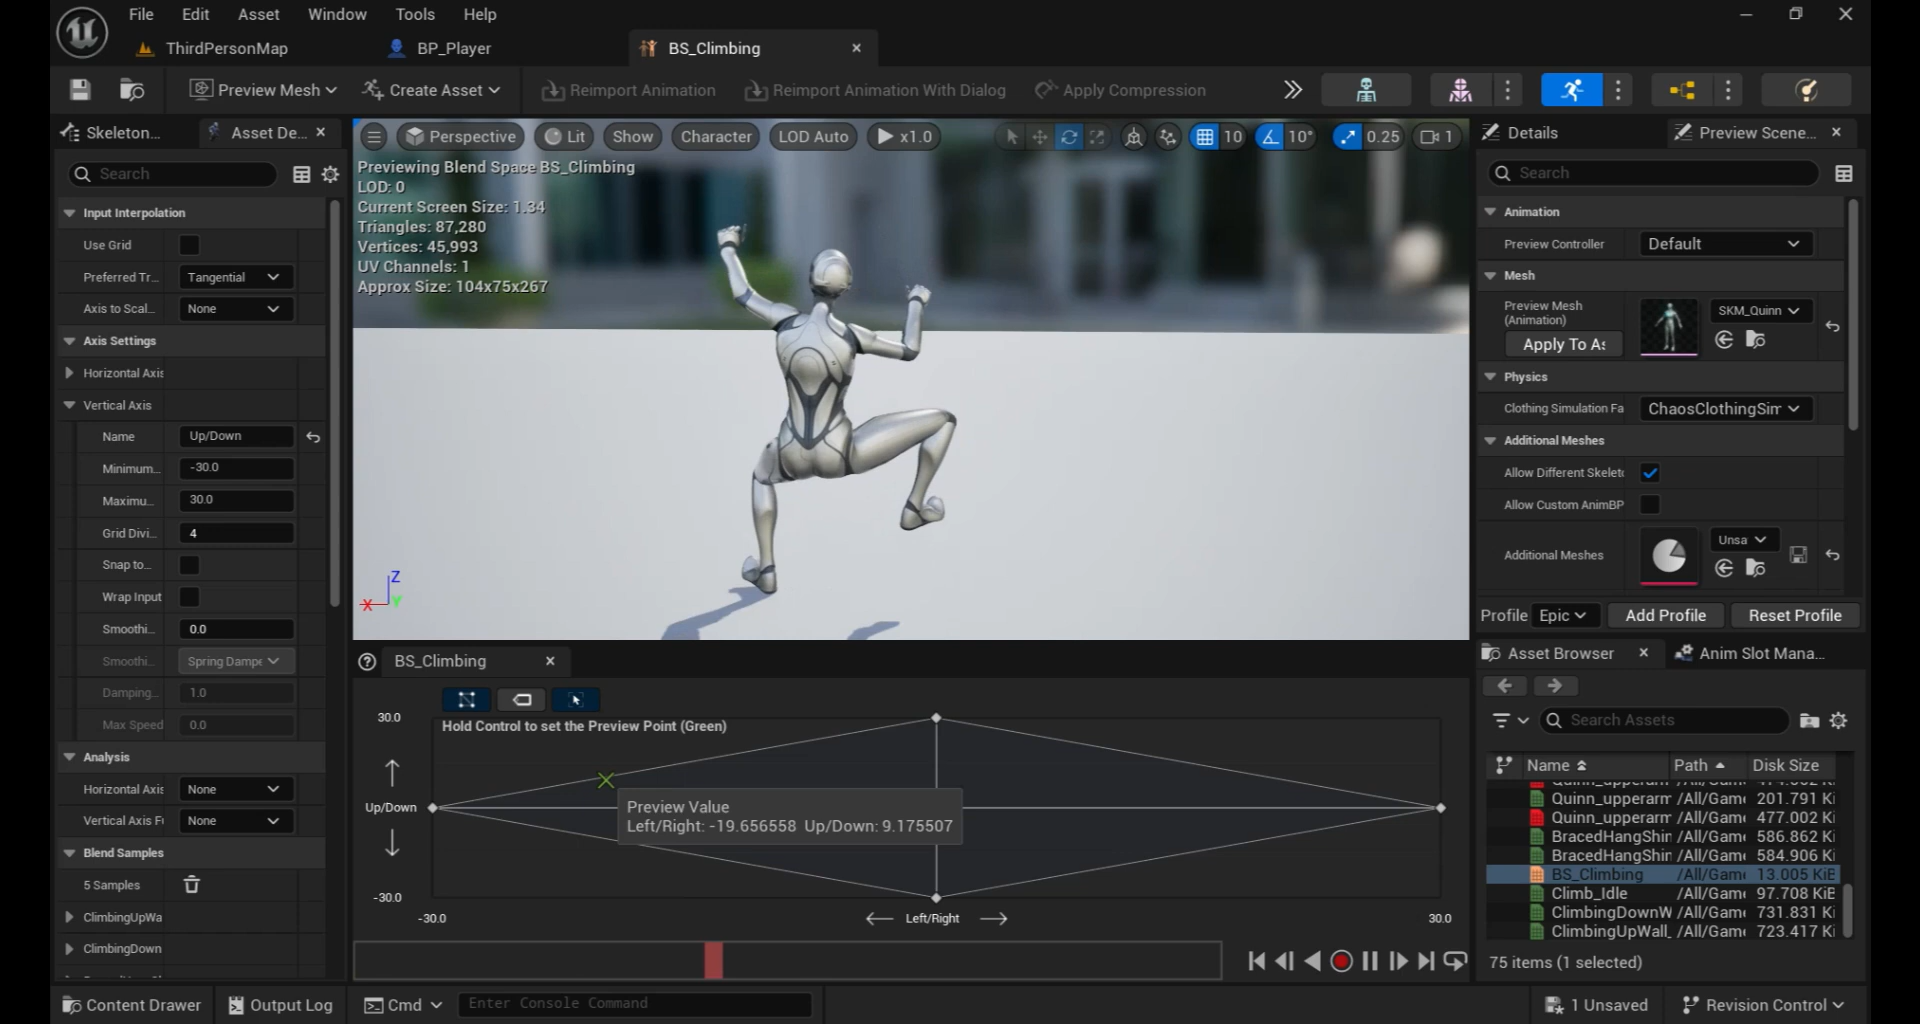 File Edit Asset Window Tools Help
ThirdPersonMap BP_Player BS_Climbing
Preview Mesh Create Asset Reimport Animation Reimport Animation With Dialog Apply Compression
Skeleton... Asset De...
Search
Input Interpolation
Use Grid
Preferred Tr... Tangential
Axis to Scal... None
Axis Settings
Horizontal Axis
Vertical Axis
Name Up/Down
Minimum... -30.0
Maximu... 30.0
Grid Divi... 4
Snap to...
Wrap Input
Smoothi... 0.0
Smoothi... Spring Dampe
Damping... 1.0
Max Speed 0.0
Analysis
Horizontal Axis None
Vertical Axis Fu None
Blend Samples
5 Samples
ClimbingUpWa
ClimbingDown
Perspective Lit Show Character LOD Auto x1.0 10 10° 0.25 1
Previewing Blend Space BS_Climbing
LOD: 0
Current Screen Size: 1.34
Triangles: 87,280
Vertices: 45,993
UV Channels: 1
Approx Size: 104x75x267
Z
X Y
BS_Climbing
30.0
Hold Control to set the Preview Point (Green)
Up/Down
Preview Value
Left/Right: -19.656558 Up/Down: 9.175507
-30.0
-30.0 Left/Right 30.0
Details Preview Scene...
Search
Animation
Preview Controller Default
Mesh
Preview Mesh
(Animation)
SKM_Quinn
Apply To As
Physics
Clothing Simulation Fa ChaosClothingSim
Additional Meshes
Allow Different Skelet
Allow Custom AnimBP
Additional Meshes Unsa
Profile Epic Add Profile Reset Profile
Asset Browser Anim Slot Mana...
Search Assets
Name Path Disk Size
Quinn_upperarm /All/Game 201.791 Ki
Quinn_upperarm /All/Game 477.002 Ki
BracedHangShin /All/Game 586.862 Ki
BracedHangShin /All/Game 584.906 Ki
BS_Climbing /All/Game 13.005 KiB
Climb_Idle /All/Game 97.708 KiB
ClimbingDownW /All/Game 731.831 Ki
ClimbingUpWall_ /All/Game 723.417 Ki
75 items (1 selected)
Content Drawer Output Log Cmd Enter Console Command 1 Unsaved Revision Control